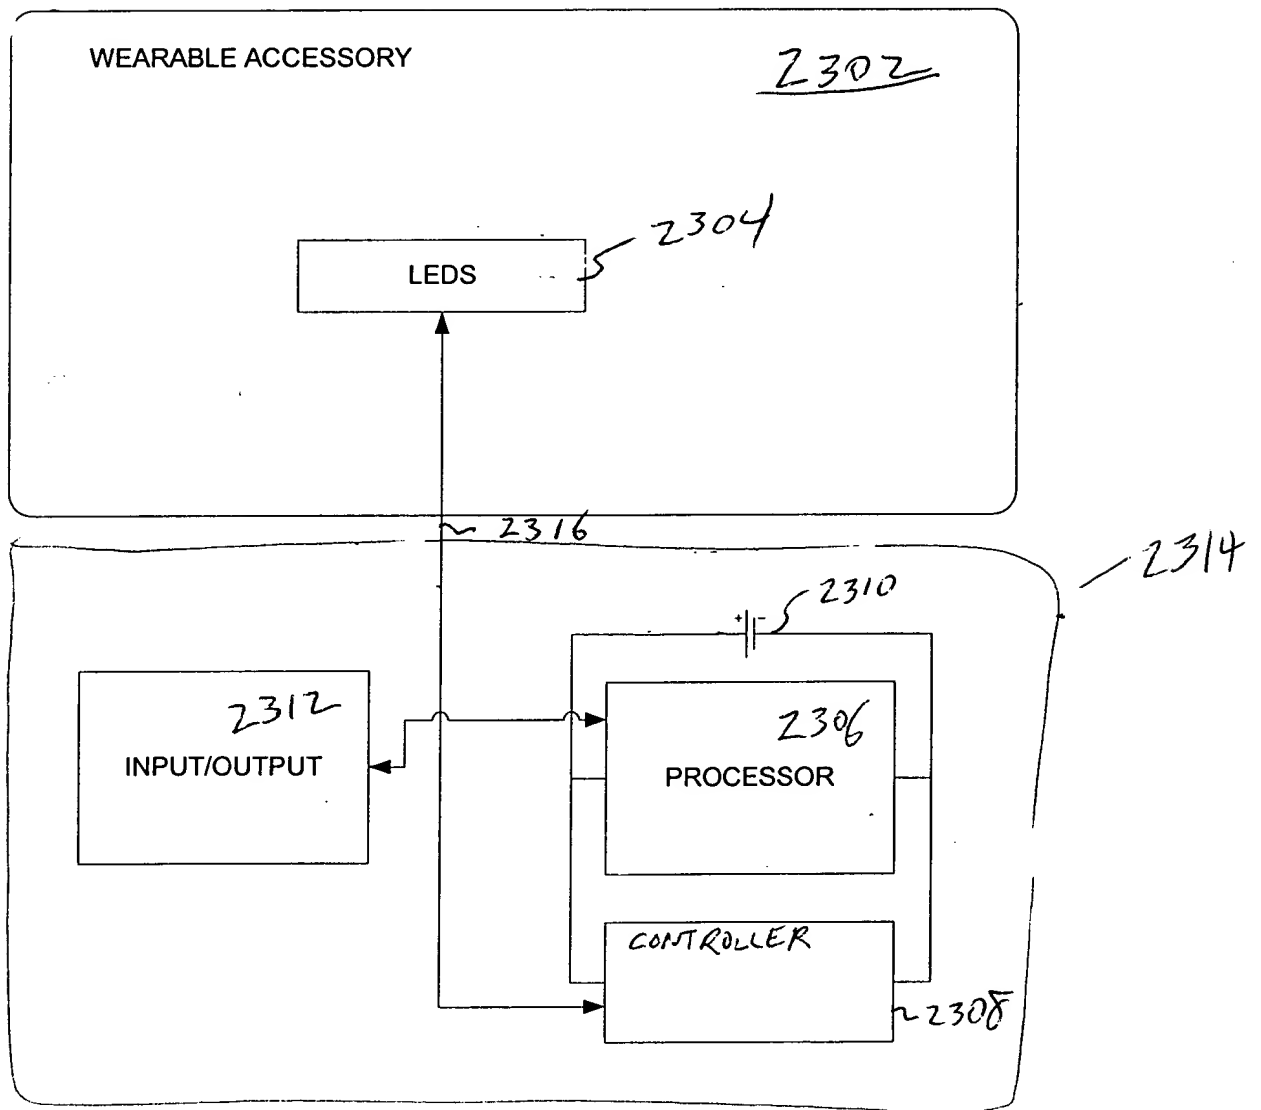 WEARABLE ACCESSORY
2302
2304
LEDS
2316
2314
2310
+ -
2312
INPUT/OUTPUT
2306
PROCESSOR
CONTROLLER
2308